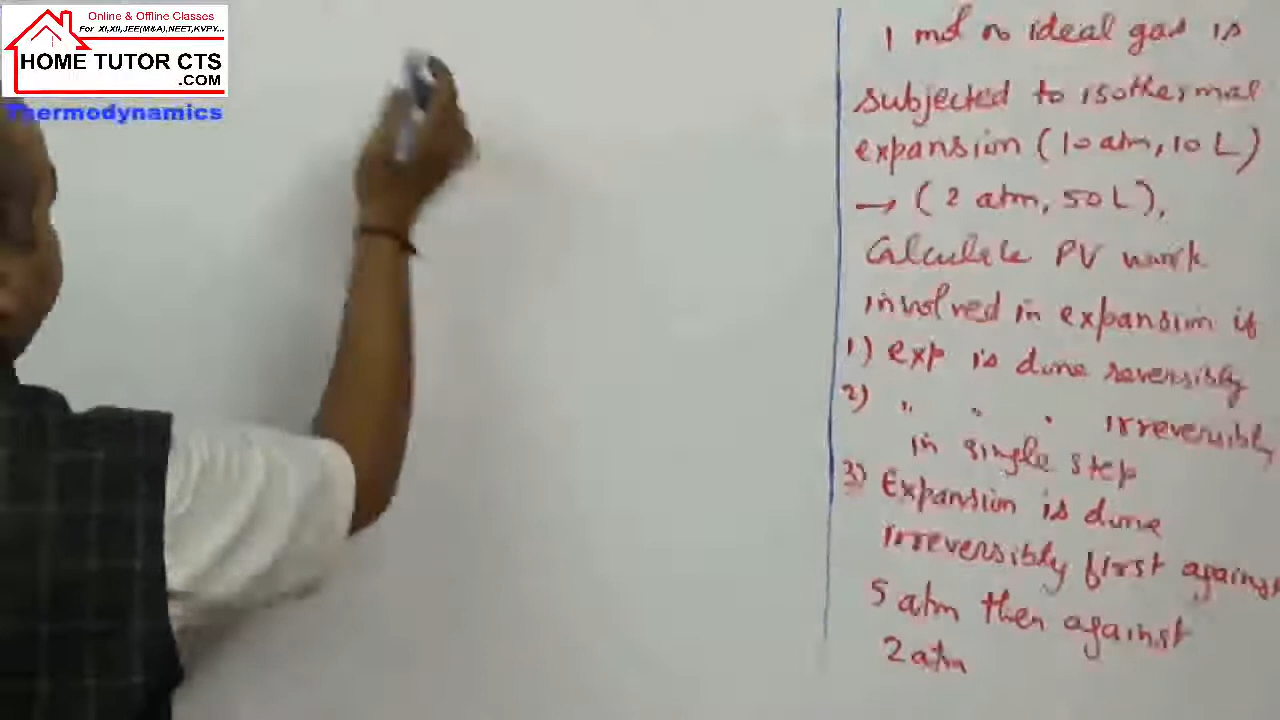 Online & Offline Classes
For XI,XII,JEE(M&A),NEET,KVPY...
HOME TUTOR CTS
.COM
Thermodynamics
1 mol of ideal gas is
subjected to isothermal
expansion (10 atm, 10 L)
→ (2 atm, 50 L),
Calculate PV work
involved in expansion if
1) exp is done reversibly
2) " " " irreversibly
in single step
3) Expansion is done
irreversibly first against
5 atm then against
2 atm